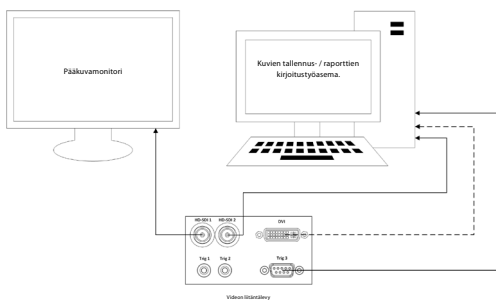 Pääkuvamonitori
Kuvien tallennus- / raporttien
kirjoitustyöasema.
HD-SDI 1
HD-SDI 2
DVI
Trig 1
Trig 2
Trig 3
Videon liitäntälevy